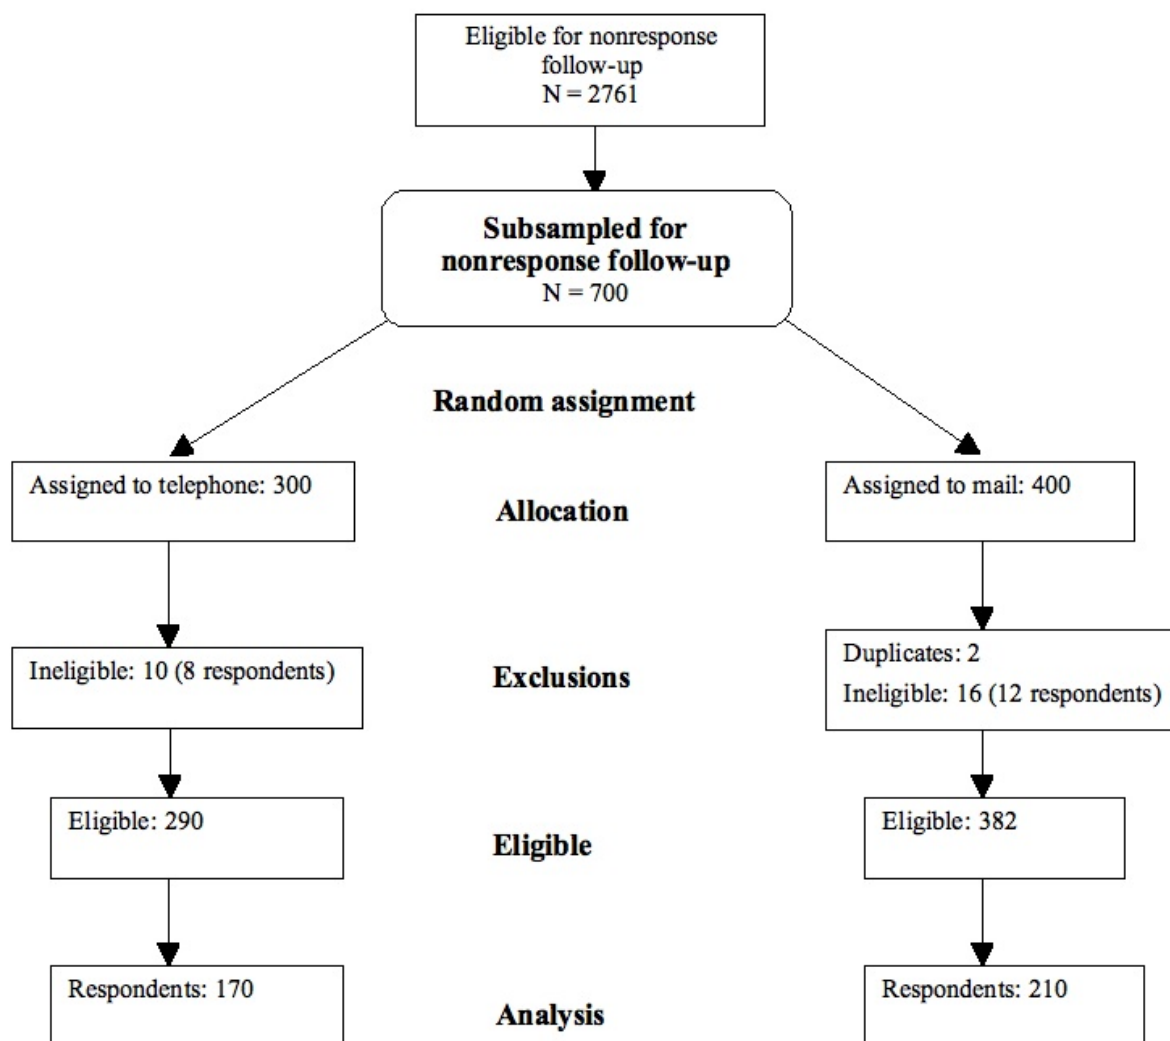 Eligible for nonresponse
follow-up
N = 2761
Subsampled for
nonresponse follow-up
N = 700
Random assignment
Assigned to telephone: 300
Allocation
Assigned to mail: 400
Ineligible: 10 (8 respondents)
Exclusions
Duplicates: 2
Ineligible: 16 (12 respondents)
Eligible: 290
Eligible
Eligible: 382
Respondents: 170
Analysis
Respondents: 210